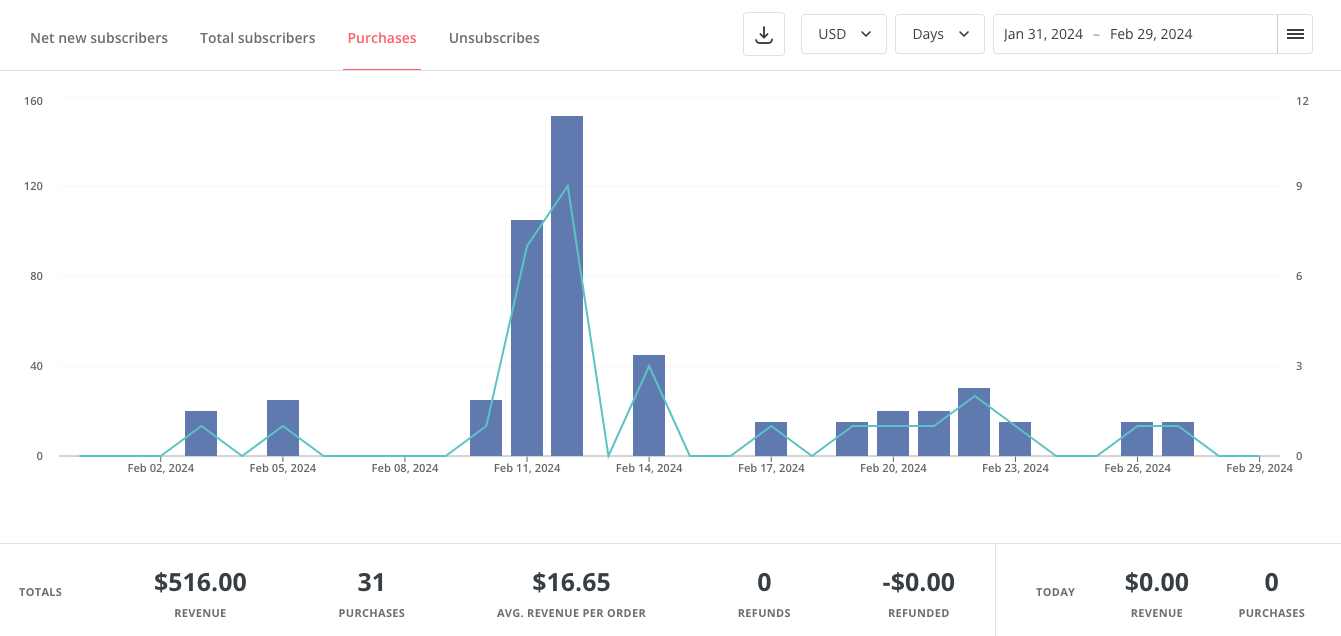 Net new subscribers Total subscribers Purchases Unsubscribes USD Days Jan 31, 2024 – Feb 29, 2024
160 12
120 9
80 6
40 3
0 0
Feb 02, 2024 Feb 05, 2024 Feb 08, 2024 Feb 11, 2024 Feb 14, 2024 Feb 17, 2024 Feb 20, 2024 Feb 23, 2024 Feb 26, 2024 Feb 29, 2024
TOTALS $516.00 31 $16.65 0 -$0.00 TODAY $0.00 0
REVENUE PURCHASES AVG. REVENUE PER ORDER REFUNDS REFUNDED REVENUE PURCHASES